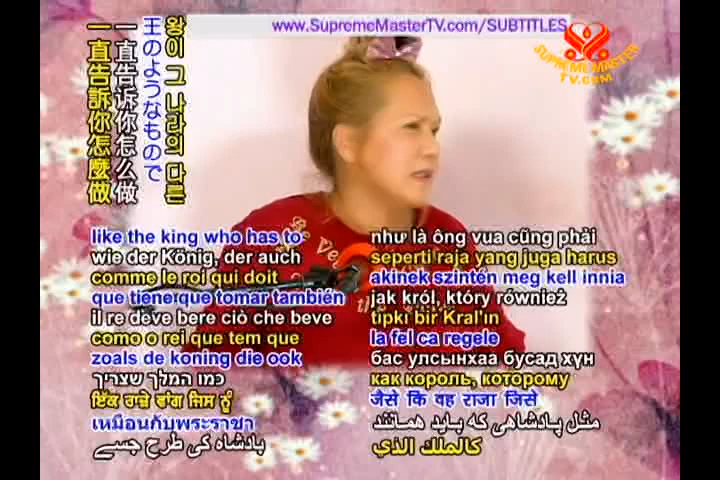 www.SupremeMasterTV.com/SUBTITLES
SUPREME MASTER
TV.com
一直告訴你怎麼做
一直告诉你怎么做
王のようなもので
왕이 그 나라의 다른
like the king who has to
wie der König, der auch
comme le roi qui doit
que tiene que tomar también
il re deve bere ciò che beve
como o rei que tem que
zoals de koning die ook
כמו המלך שצריך
ਇੱਕ ਰਾਜੇ ਵਾਂਗ ਜਿਸ ਨੂੰ
เหมือนกับพระราชา
بادشاہ کی طرح جسے
như là ông vua cũng phải
seperti raja yang juga harus
akinek szintén meg kell innia
jak król, który również
tıpkı bir Kral'ın
la fel ca regele
бас улсынхаа бусад хүн
как король, которому
जैसे कि वह राजा जिसे
مثل پادشاهی که باید همانند
كالملك الذي
Be Ve